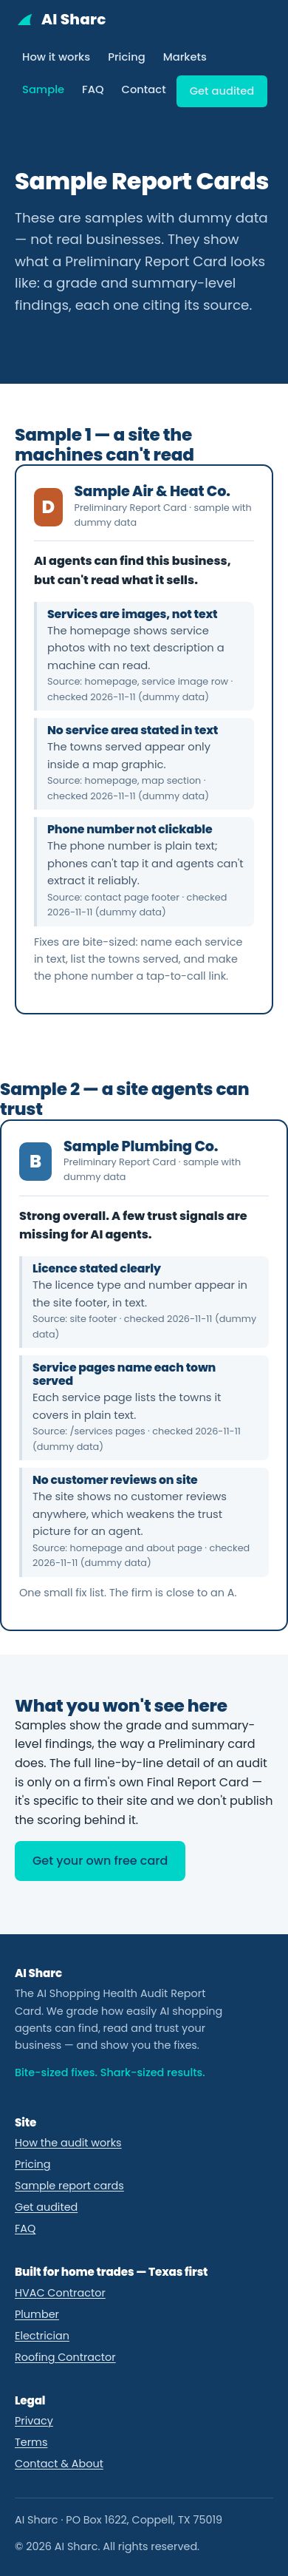 AI Sharc
How it works Pricing Markets
Sample FAQ Contact Get audited
Sample Report Cards
These are samples with dummy data
— not real businesses. They show
what a Preliminary Report Card looks
like: a grade and summary-level
findings, each one citing its source.
Sample 1 — a site the
machines can't read
D
Sample Air & Heat Co.
Preliminary Report Card · sample with
dummy data
AI agents can find this business,
but can't read what it sells.
Services are images, not text
The homepage shows service
photos with no text description a
machine can read.
Source: homepage, service image row ·
checked 2026-11-11 (dummy data)
No service area stated in text
The towns served appear only
inside a map graphic.
Source: homepage, map section ·
checked 2026-11-11 (dummy data)
Phone number not clickable
The phone number is plain text;
phones can't tap it and agents can't
extract it reliably.
Source: contact page footer · checked
2026-11-11 (dummy data)
Fixes are bite-sized: name each service
in text, list the towns served, and make
the phone number a tap-to-call link.
Sample 2 — a site agents can
trust
B
Sample Plumbing Co.
Preliminary Report Card · sample with
dummy data
Strong overall. A few trust signals are
missing for AI agents.
Licence stated clearly
The licence type and number appear in
the site footer, in text.
Source: site footer · checked 2026-11-11 (dummy
data)
Service pages name each town
served
Each service page lists the towns it
covers in plain text.
Source: /services pages · checked 2026-11-11
(dummy data)
No customer reviews on site
The site shows no customer reviews
anywhere, which weakens the trust
picture for an agent.
Source: homepage and about page · checked
2026-11-11 (dummy data)
One small fix list. The firm is close to an A.
What you won't see here
Samples show the grade and summary-
level findings, the way a Preliminary card
does. The full line-by-line detail of an audit
is only on a firm's own Final Report Card —
it's specific to their site and we don't publish
the scoring behind it.
Get your own free card
AI Sharc
The AI Shopping Health Audit Report
Card. We grade how easily AI shopping
agents can find, read and trust your
business — and show you the fixes.
Bite-sized fixes. Shark-sized results.
Site
How the audit works
Pricing
Sample report cards
Get audited
FAQ
Built for home trades — Texas first
HVAC Contractor
Plumber
Electrician
Roofing Contractor
Legal
Privacy
Terms
Contact & About
AI Sharc · PO Box 1622, Coppell, TX 75019
© 2026 AI Sharc. All rights reserved.